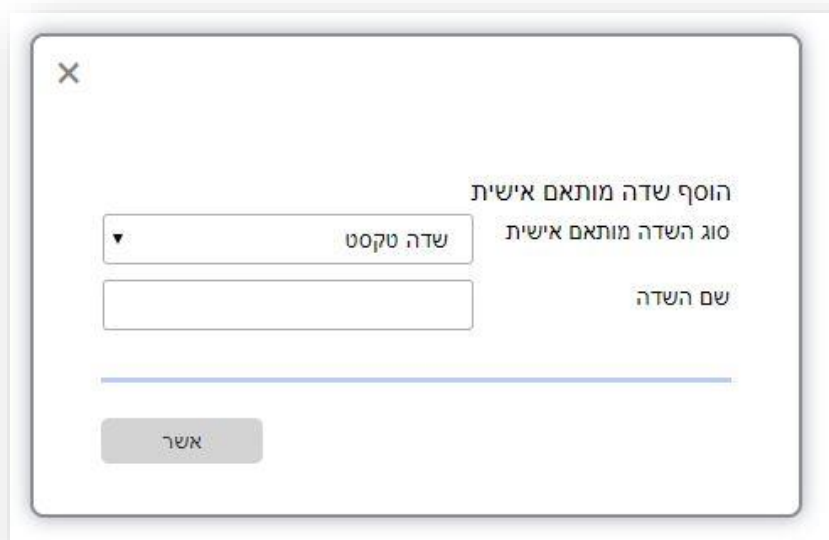 הוסף שדה מותאם אישית
סוג השדה מותאם אישית
שדה טקסט
שם השדה
אשר